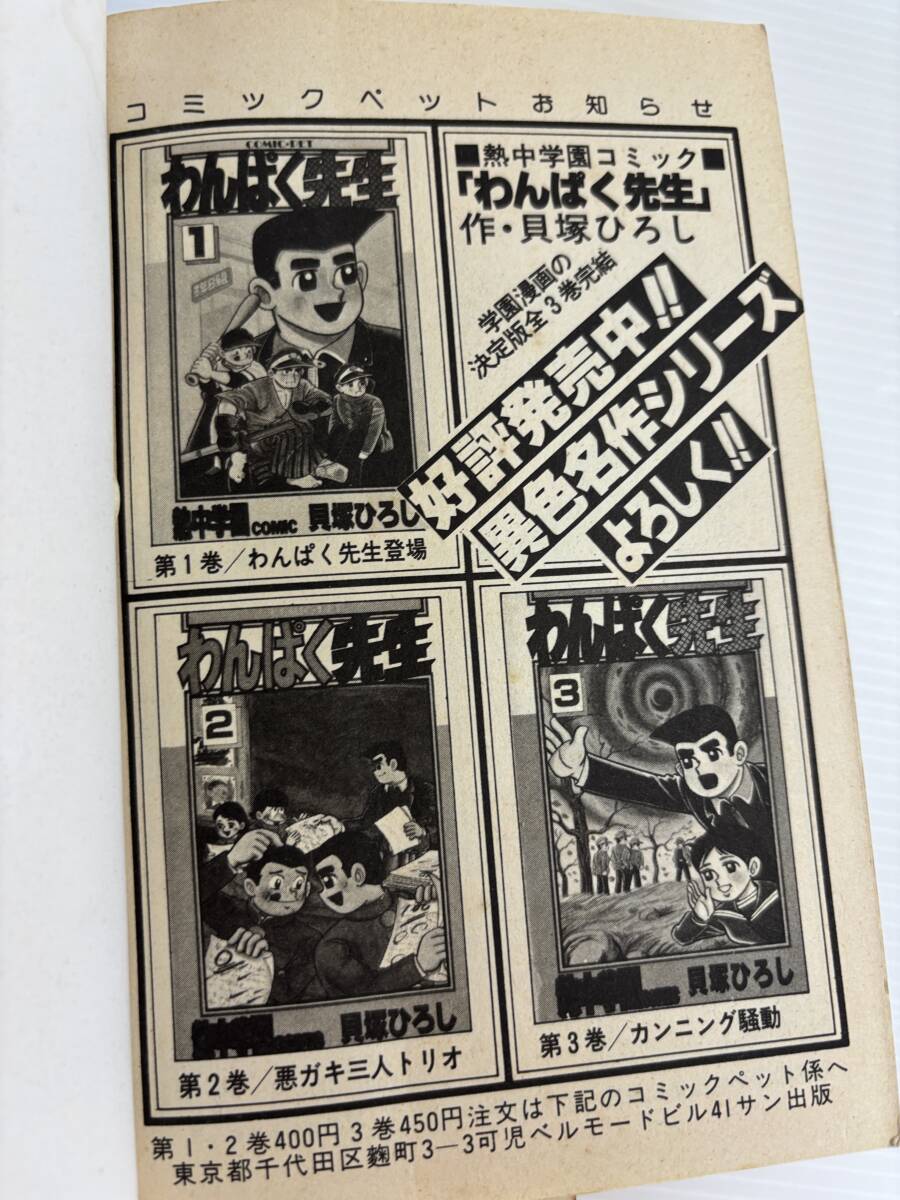 コミックペットお知らせ
COMIC・PET
わんぱく先生
1
熱中学園COMIC 貝塚ひろし
第1巻/わんぱく先生登場
■熱中学園コミック■
「わんぱく先生」
作・貝塚ひろし
学園漫画の
決定版全3巻完結
好評発売中!!
異色名作シリーズ
よろしく!!
わんぱく先生
2
貝塚ひろし
第2巻/悪ガキ三人トリオ
わんぱく先生
3
貝塚ひろし
第3巻/カンニング騒動
第1・2巻400円 3巻450円注文は下記のコミックペット係へ
東京都千代田区麴町3―3可児ベルモードビル41サン出版